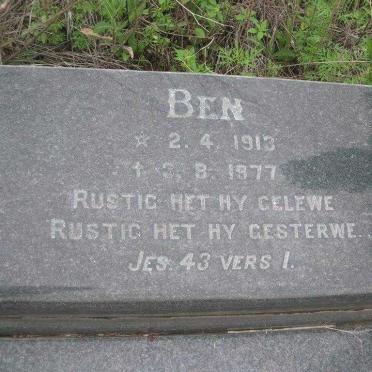 BEN
* 2. 4. 1913
† 3. 8. 1977
RUSTIG HET HY GELEWE
RUSTIG HET HY GESTERWE..
JES. 43 VERS 1.